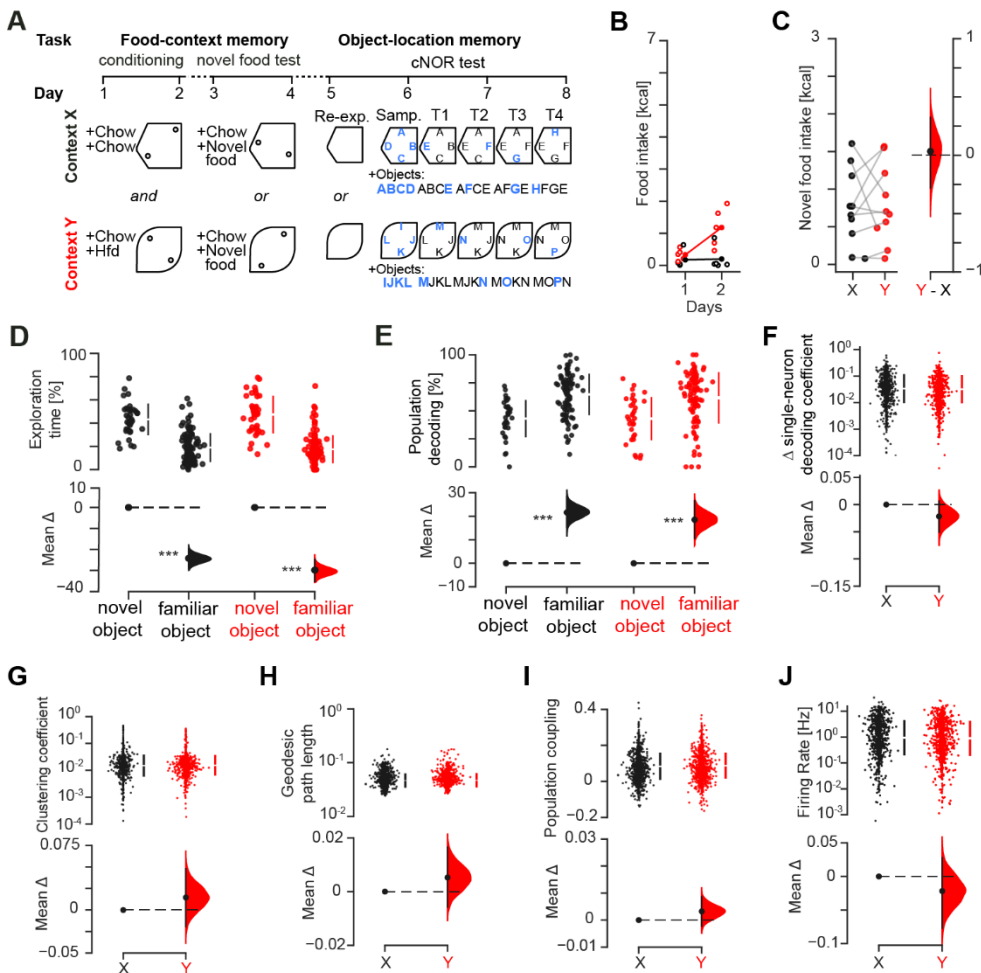 A
Task
Food-context memory
Object-location memory
conditioning
novel food test
cNOR test
Day
1 2 3 4 5 6 7 8
Context X
+Chow
+Chow
+Chow
+Novel
food
Re-exp.
Samp. T1 T2 T3 T4
A D B C
A E B C
A E F C
A E F G
H E F G
+Objects:
ABCD ABCE AFCE AFGE HFGE
and or or
Context Y
+Chow
+Hfd
+Chow
+Novel
food
I L J K
M L J K
M N J K
M N O K
M N O P
+Objects:
IJKL MJKL MJKN MOKN MOPN
B
Food intake [kcal]
7
0
1 2
Days
C
Novel food intake [kcal]
3
0
X Y
1
0
−1
Y - X
D
Exploration
time [%]
100
0
Mean Δ
0
−40
***
***
novel
object
familiar
object
novel
object
familiar
object
E
Population
decoding [%]
100
0
Mean Δ
30
0
−10
***
***
novel
object
familiar
object
novel
object
familiar
object
F
Δ single-neuron
decoding coefficient
10⁰
10⁻¹
10⁻²
10⁻³
10⁻⁴
Mean Δ
0.05
0
−0.15
X Y
G
Clustering coefficient
10⁰
10⁻¹
10⁻²
10⁻³
10⁻⁴
Mean Δ
0.075
0
−0.05
X Y
H
Geodesic
path length
10⁰
10⁻¹
10⁻²
Mean Δ
0.02
0
−0.02
X Y
I
Population coupling
0.4
0
−0.2
Mean Δ
0.03
0
−0.01
X Y
J
Firing Rate [Hz]
10¹
10⁰
10⁻¹
10⁻²
10⁻³
Mean Δ
0.05
0
−0.1
X Y